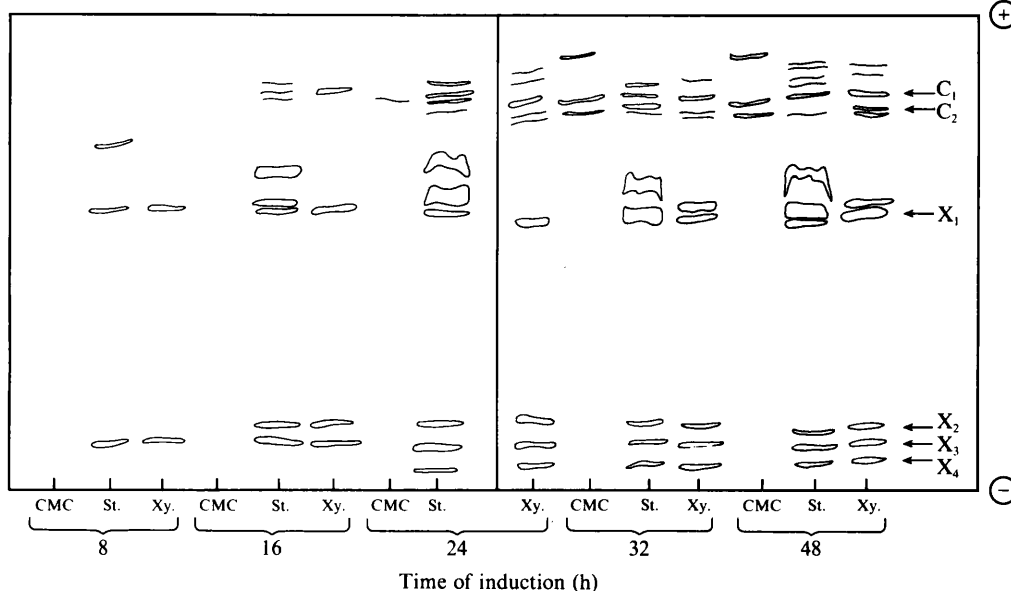 +
C₁
C₂
X₁
X₂
X₃
X₄
−
CMC St. Xy. CMC St. Xy. CMC St. Xy. CMC St. Xy. CMC St. Xy.
8 16 24 32 48
Time of induction (h)